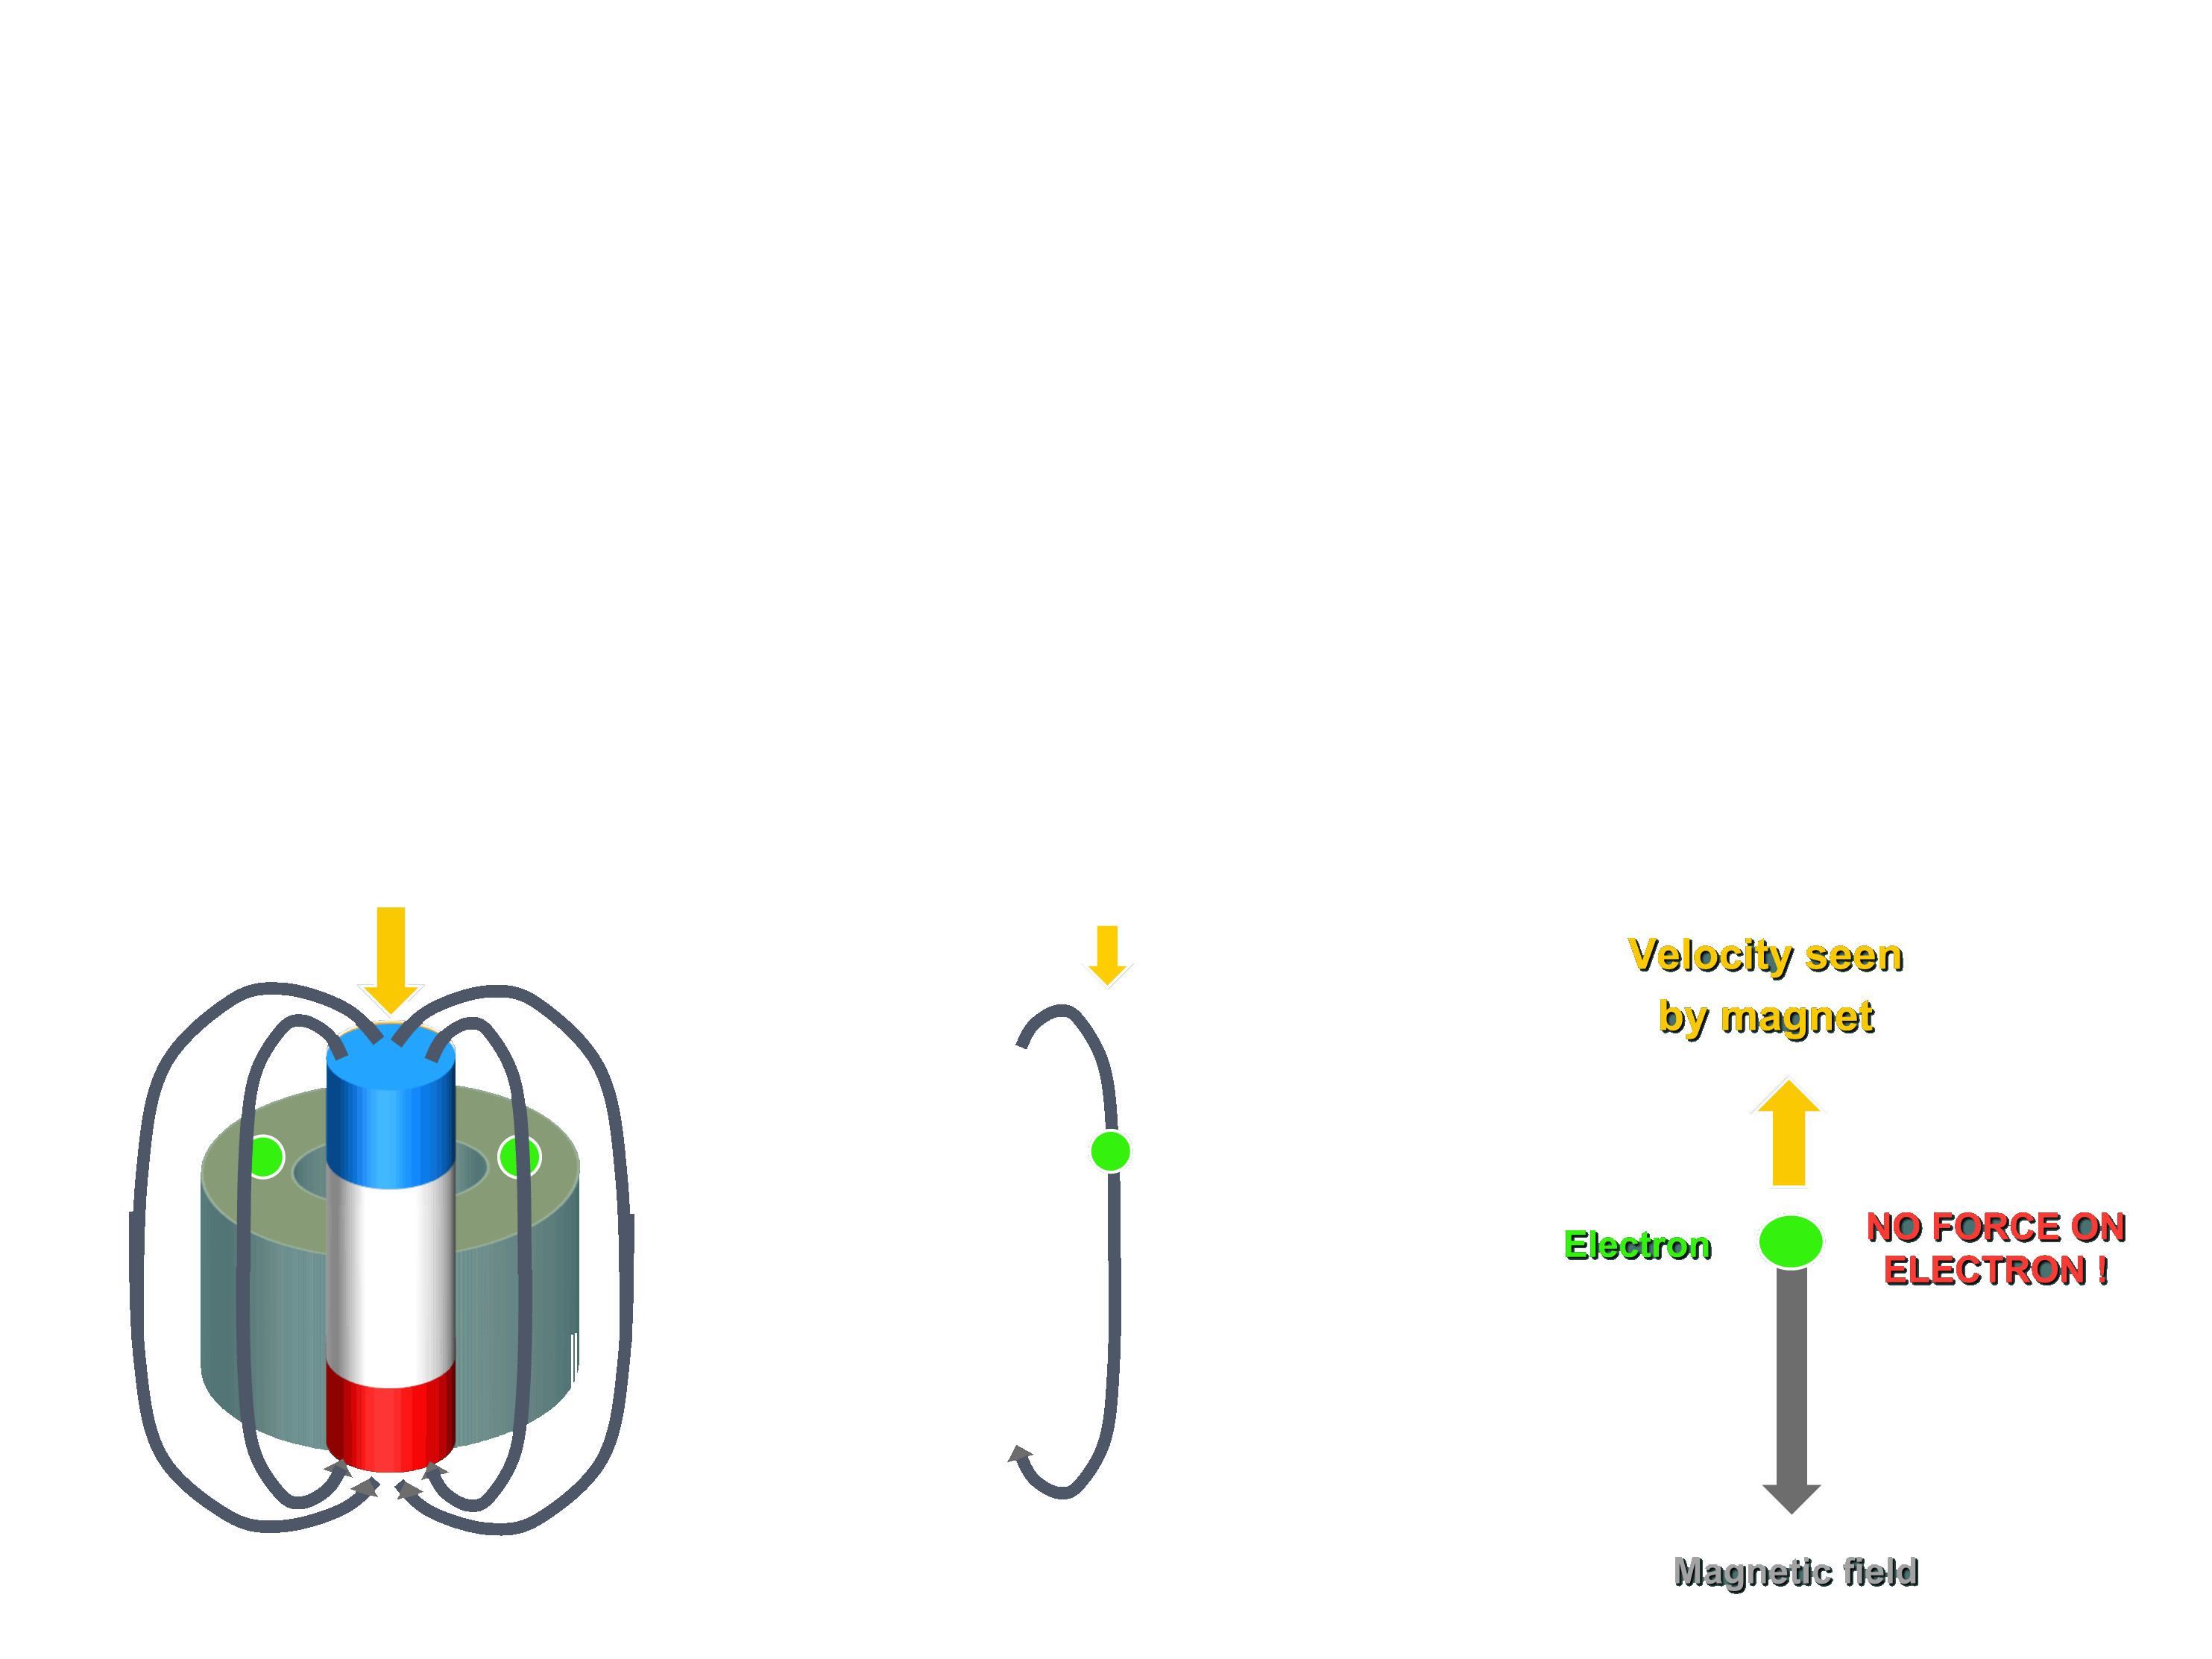 Velocity seen
by magnet
Electron
NO FORCE ON
ELECTRON !
Magnetic field